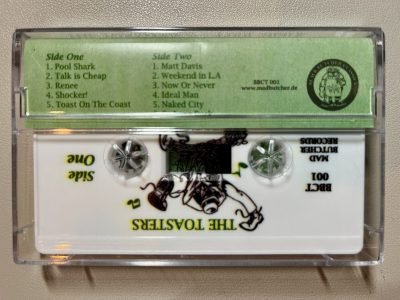 Side One
1. Pool Shark
2. Talk is Cheap
3. Renee
4. Shocker!
5. Toast On The Coast
Side Two
1. Matt Davis
2. Weekend in L.A
3. Now Or Never
4. Ideal Man
5. Naked City
BBCT 001
www.madbutcher.de
Side
One
THE TOASTERS
BBCT
001
MAD
BUTCHER
RECORDS